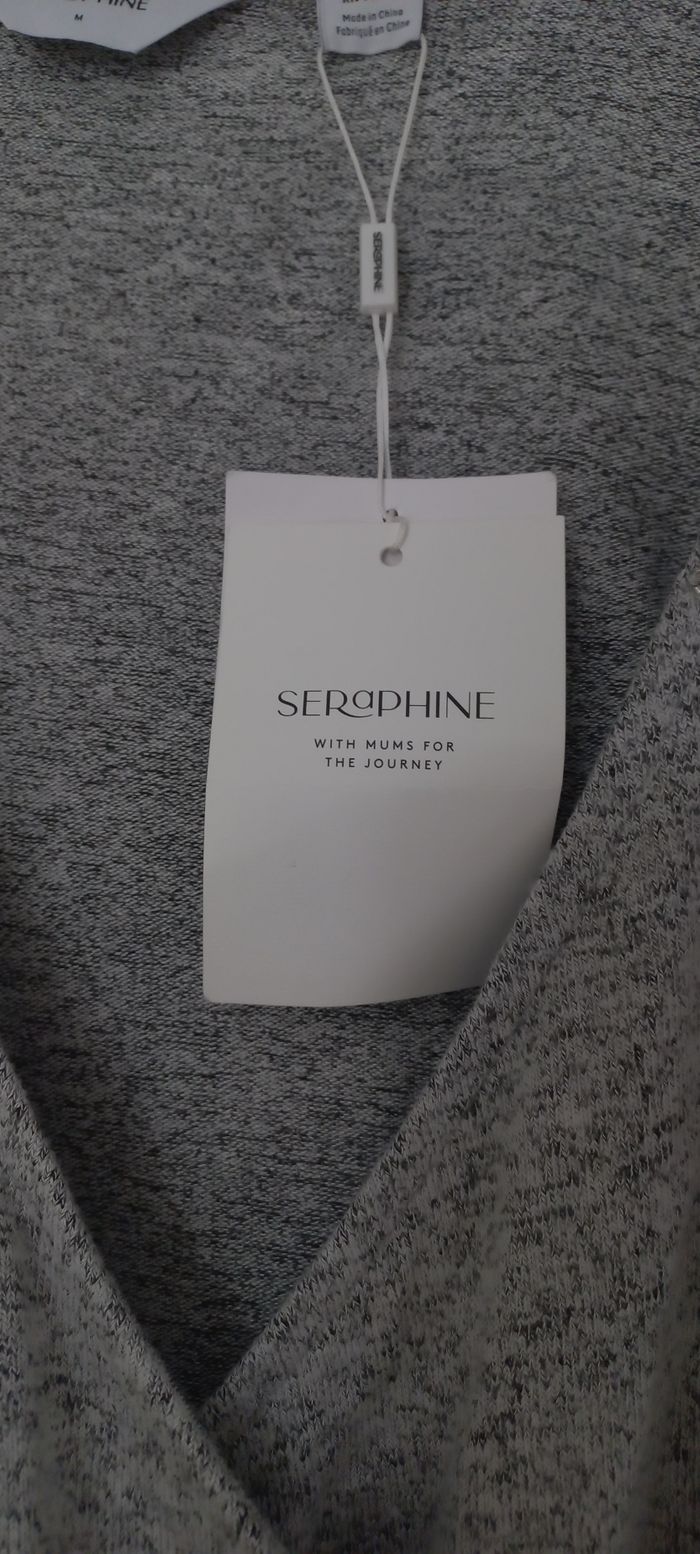 M
Made in China
Fabriqué en Chine
SERAPHINE
SERaPHINE
WITH MUMS FOR
THE JOURNEY